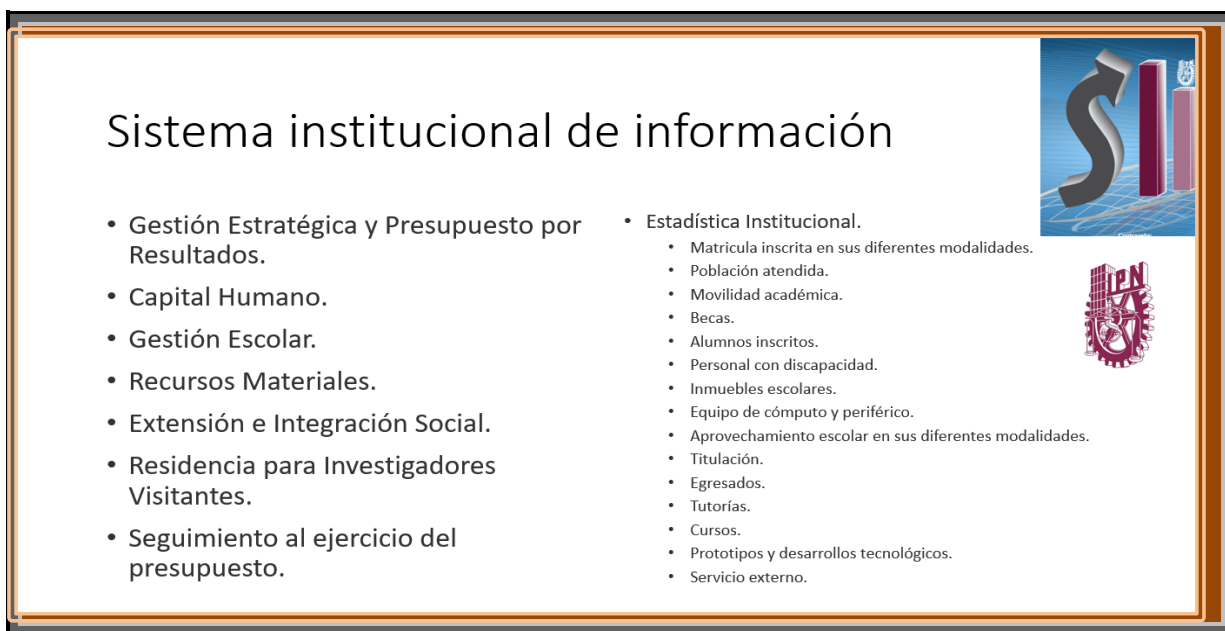 Sistema institucional de información
• Gestión Estratégica y Presupuesto por
Resultados.
• Capital Humano.
• Gestión Escolar.
• Recursos Materiales.
• Extensión e Integración Social.
• Residencia para Investigadores
Visitantes.
• Seguimiento al ejercicio del
presupuesto.
• Estadística Institucional.
• Matricula inscrita en sus diferentes modalidades.
• Población atendida.
• Movilidad académica.
• Becas.
• Alumnos inscritos.
• Personal con discapacidad.
• Inmuebles escolares.
• Equipo de cómputo y periférico.
• Aprovechamiento escolar en sus diferentes modalidades.
• Titulación.
• Egresados.
• Tutorías.
• Cursos.
• Prototipos y desarrollos tecnológicos.
• Servicio externo.
SII
IPN